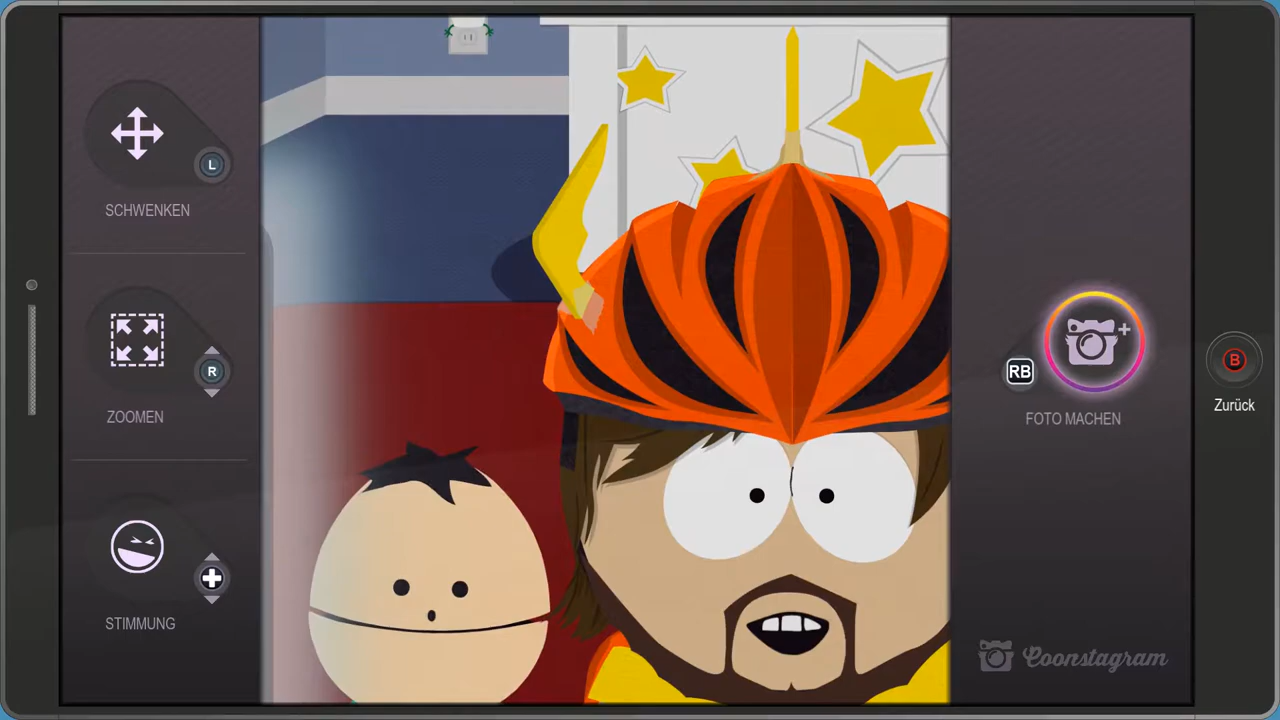 L
SCHWENKEN
R
ZOOMEN
STIMMUNG
RB
FOTO MACHEN
B
Zurück
Coonstagram